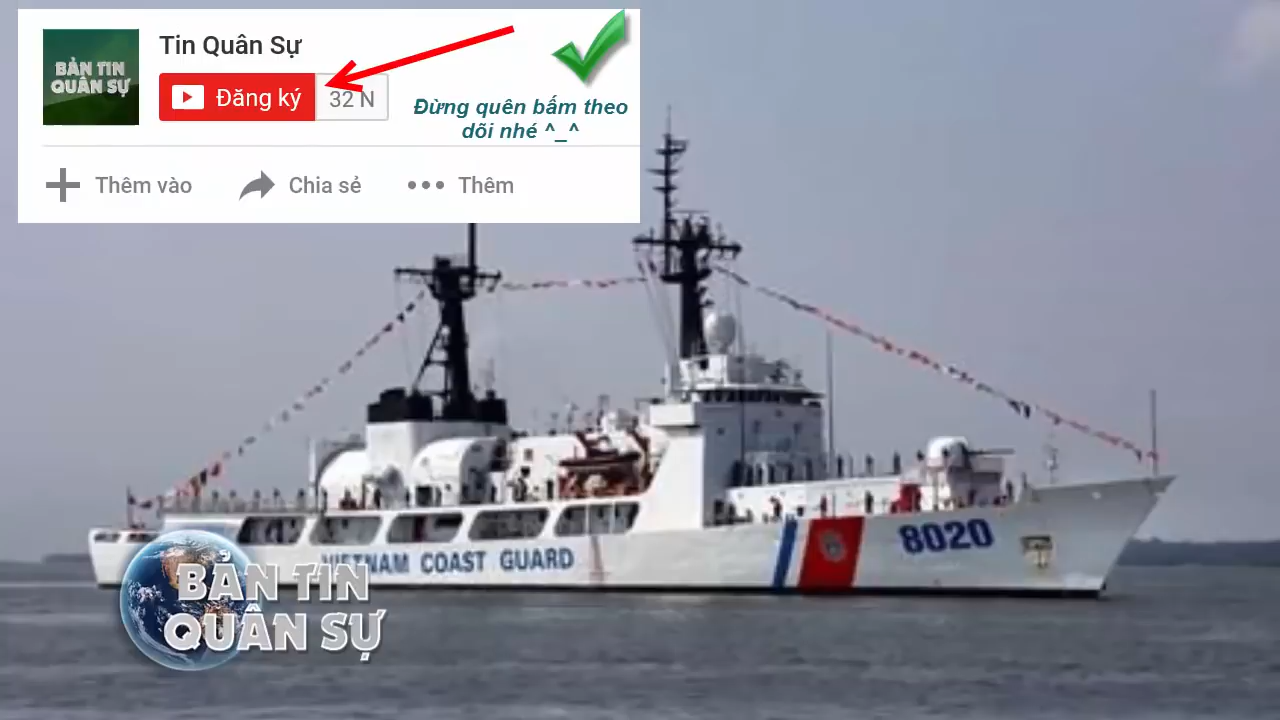 BẢN TIN
QUÂN SỰ
Tin Quân Sự
Đăng ký
32 N
Đừng quên bấm theo
dõi nhé ^_^
Thêm vào
Chia sẻ
Thêm
8020
VIETNAM COAST GUARD
BẢN TIN
QUÂN SỰ